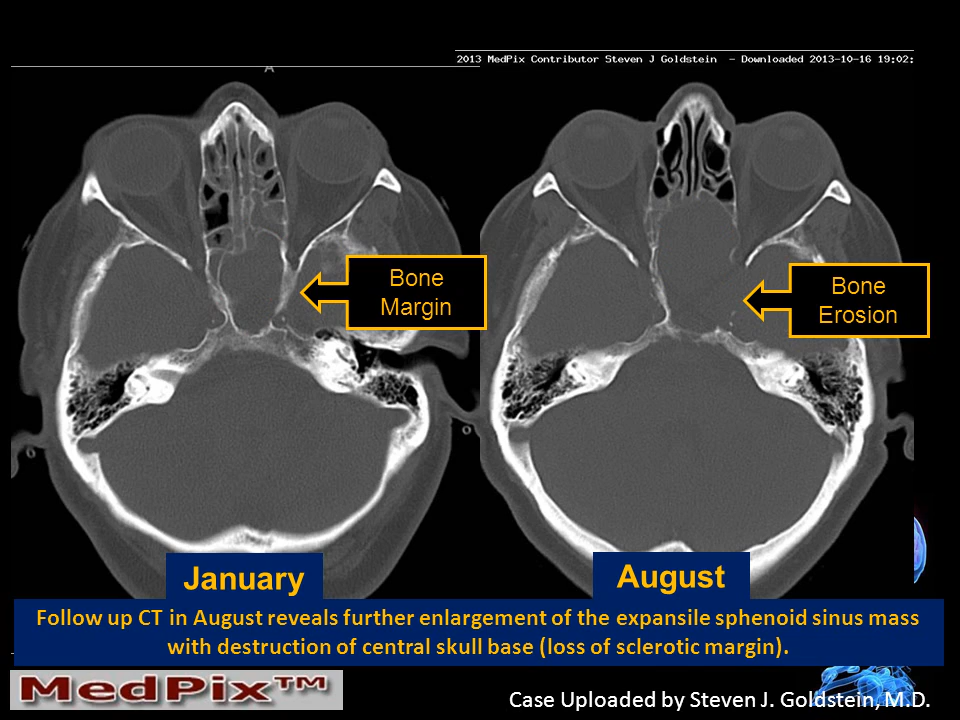 2013 MedPix Contributor Steven J Goldstein - Downloaded 2013-10-16 19:02:
A
Bone
Margin
Bone
Erosion
January
August
Follow up CT in August reveals further enlargement of the expansile sphenoid sinus mass
with destruction of central skull base (loss of sclerotic margin).
MedPix™
Case Uploaded by Steven J. Goldstein, M.D.